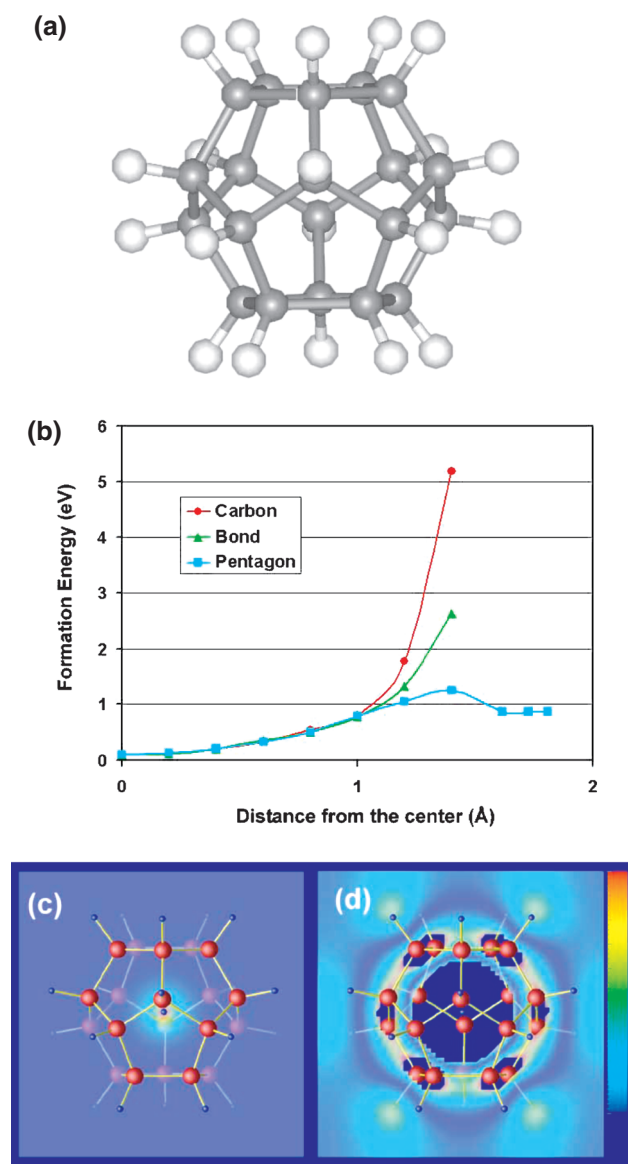 (a)
(b)
6
5
4
3
2
1
0
Formation Energy (eV)
Carbon
Bond
Pentagon
0 1 2
Distance from the center (Å)
(c) (d)